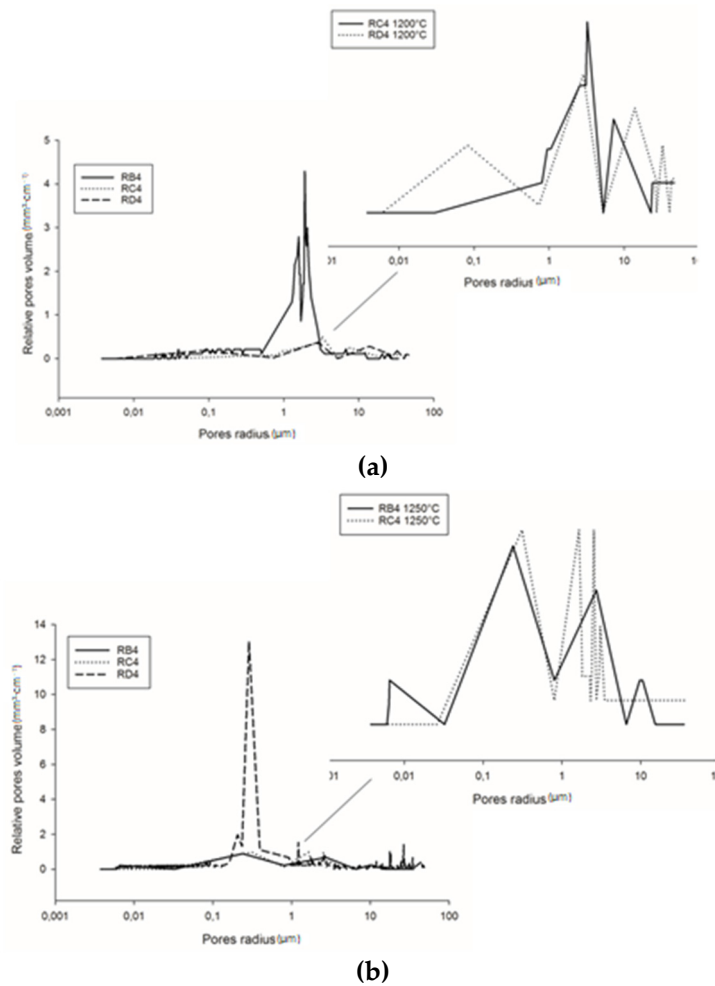 RC4 1200°C
RD4 1200°C
01 0,01 0,1 1 10
Pores radius (µm)
5
4
3
2
1
0
Relative pores volume (mm³·cm⁻¹)
RB4
RC4
RD4
0,001 0,01 0,1 1 10 100
Pores radius (µm)
(a)
RB4 1250°C
RC4 1250°C
01 0,01 0,1 1 10
Pores radius (µm)
14
12
10
8
6
4
2
0
Relative pores volume (mm³·cm⁻¹)
RB4
RC4
RD4
0,001 0,01 0,1 1 10 100
Pores radius (µm)
(b)